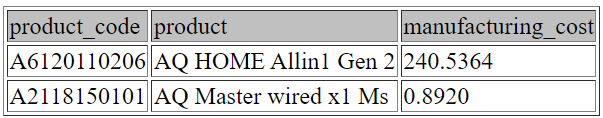 product_code product manufacturing_cost
A6120110206 AQ HOME Allin1 Gen 2 240.5364
A2118150101 AQ Master wired x1 Ms 0.8920